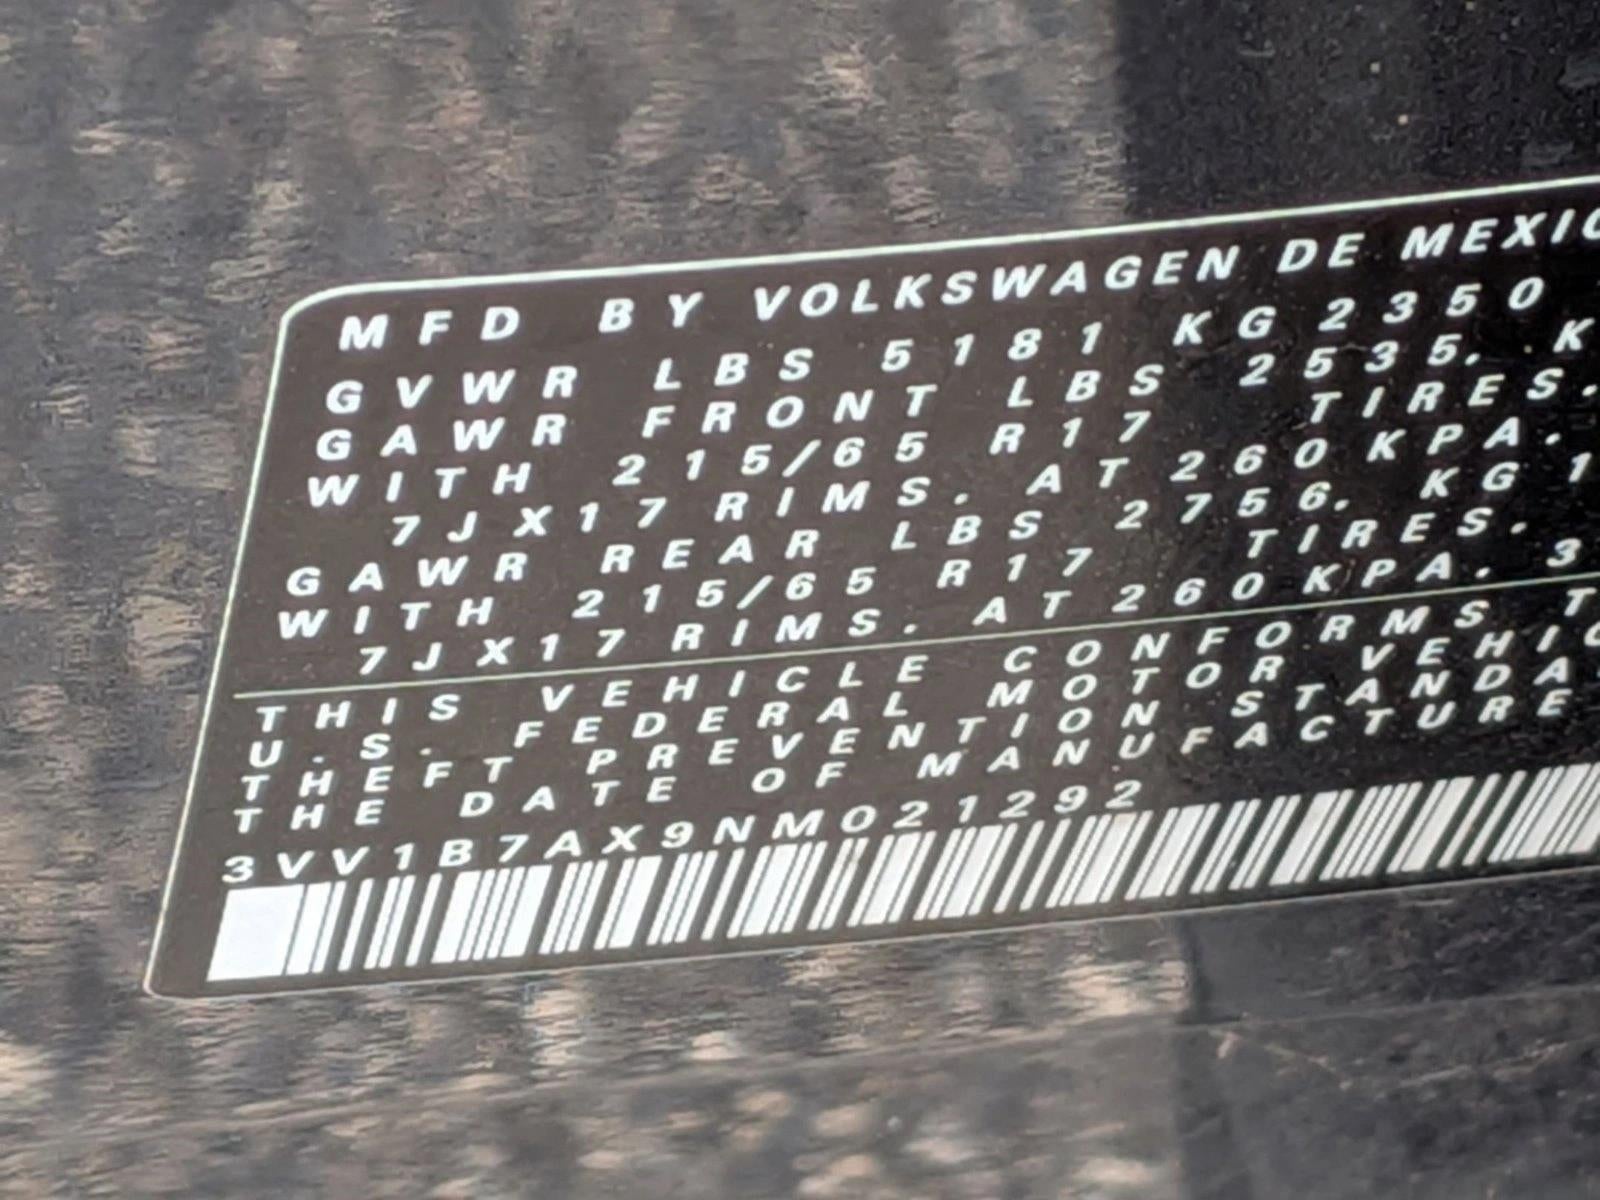 MFD BY VOLKSWAGEN DE MEXIC
GVWR LBS 5181 KG 2350
GAWR FRONT LBS 2535. K
WITH 215/65 R17 TIRES.
7JX17 RIMS. AT 260 KPA.
GAWR REAR LBS 2756. KG 1
WITH 215/65 R17 TIRES.
7JX17 RIMS. AT 260 KPA. 3
THIS VEHICLE CONFORMS T
U.S. FEDERAL MOTOR VEHIC
THEFT PREVENTION STANDA
THE DATE OF MANUFACTURE
3VV1B7AX9NM021292